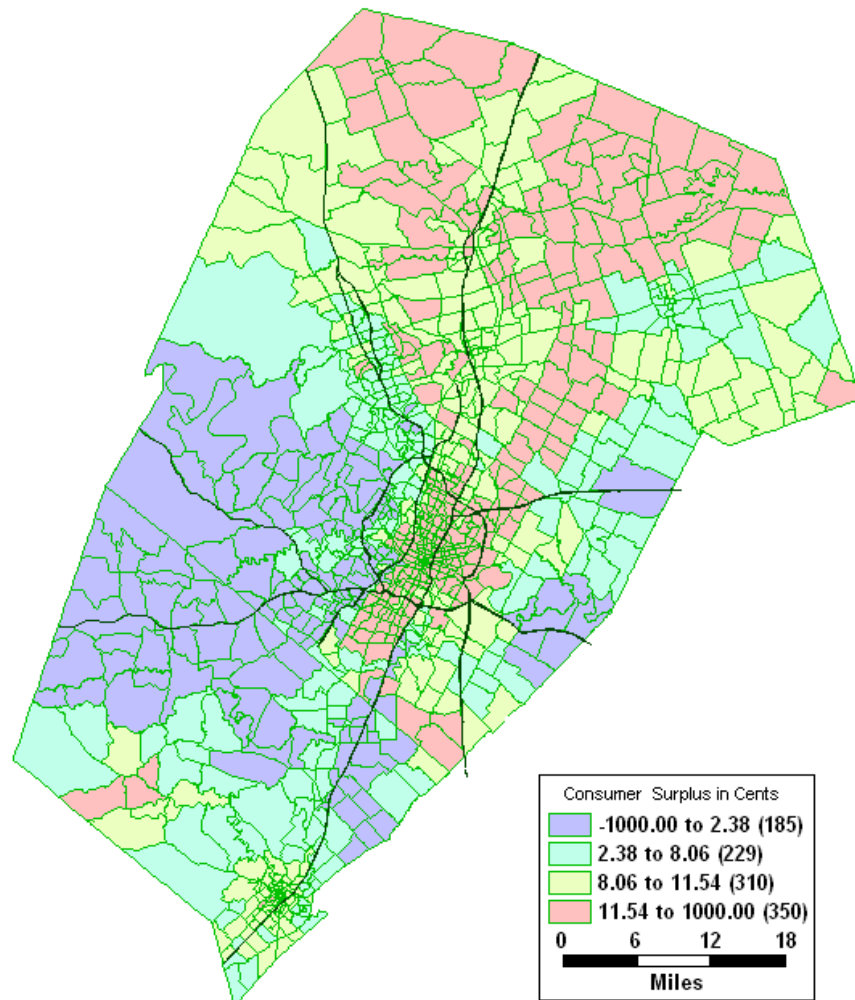 Consumer Surplus in Cents
-1000.00 to 2.38 (185)
2.38 to 8.06 (229)
8.06 to 11.54 (310)
11.54 to 1000.00 (350)
0 6 12 18
Miles